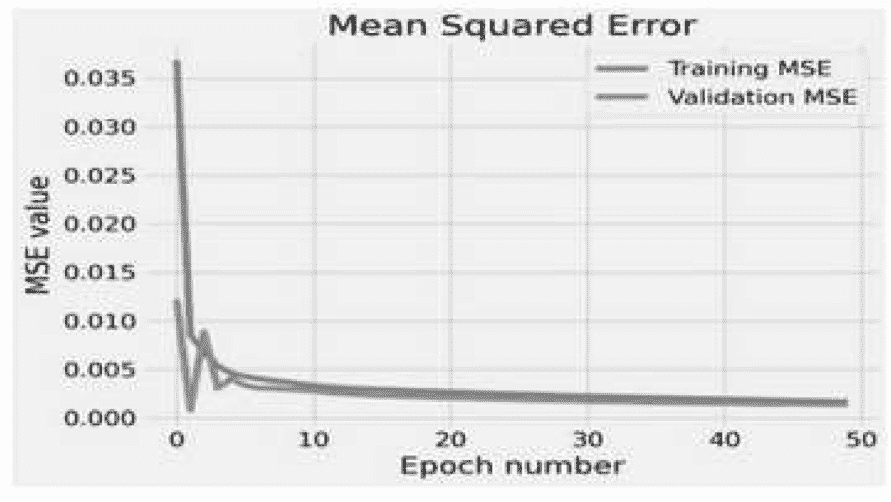 Mean Squared Error
Training MSE
Validation MSE
MSE value
0.035
0.030
0.025
0.020
0.015
0.010
0.005
0.000
0
10
20
30
40
50
Epoch number